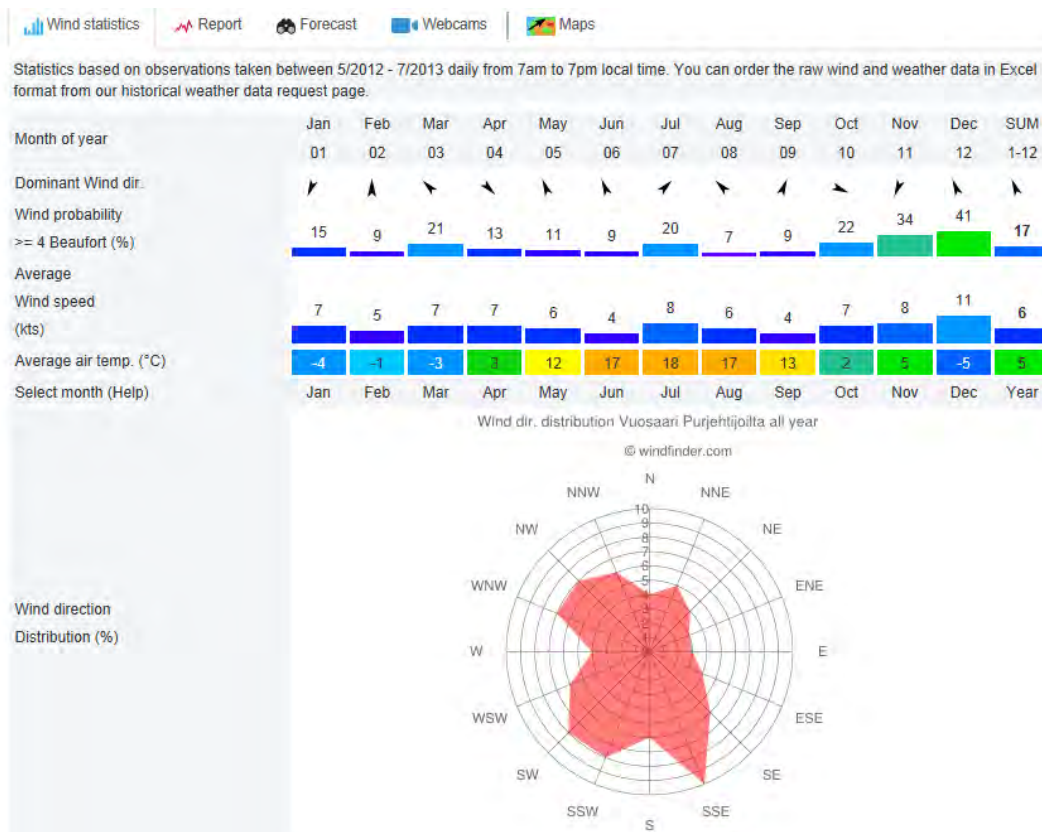 Wind statistics Report Forecast Webcams Maps
Statistics based on observations taken between 5/2012 - 7/2013 daily from 7am to 7pm local time. You can order the raw wind and weather data in Excel
format from our historical weather data request page.
Month of year
Jan Feb Mar Apr May Jun Jul Aug Sep Oct Nov Dec SUM
01 02 03 04 05 06 07 08 09 10 11 12 1-12
Dominant Wind dir.
Wind probability
>= 4 Beaufort (%)
15 9 21 13 11 9 20 7 9 22 34 41 17
Average
Wind speed
(kts)
7 5 7 7 6 4 8 6 4 7 8 11 6
Average air temp. (°C) -4 -1 -3 3 12 17 18 17 13 2 5 -5 5
Select month (Help) Jan Feb Mar Apr May Jun Jul Aug Sep Oct Nov Dec Year
Wind dir. distribution Vuosaari Purjehtijoilta all year
© windfinder.com
Wind direction
Distribution (%)
N
NNW NNE
NW NE
WNW ENE
W E
WSW ESE
SW SE
SSW SSE
S
10
9
8
7
6
5
4
3
2